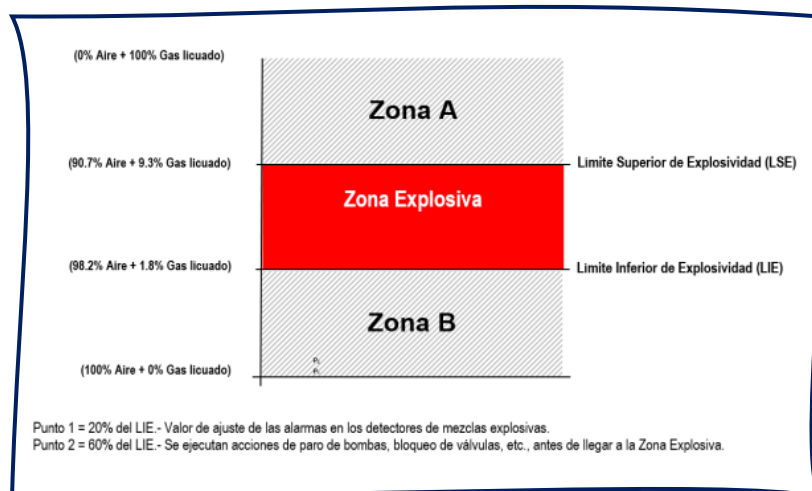 (0% Aire + 100% Gas licuado)
Zona A
(90.7% Aire + 9.3% Gas licuado)
Limite Superior de Explosividad (LSE)
Zona Explosiva
(98.2% Aire + 1.8% Gas licuado)
Limite Inferior de Explosividad (LIE)
Zona B
(100% Aire + 0% Gas licuado)
Punto 1 = 20% del LIE.- Valor de ajuste de las alarmas en los detectores de mezclas explosivas.
Punto 2 = 60% del LIE.- Se ejecutan acciones de paro de bombas, bloqueo de válvulas, etc., antes de llegar a la Zona Explosiva.